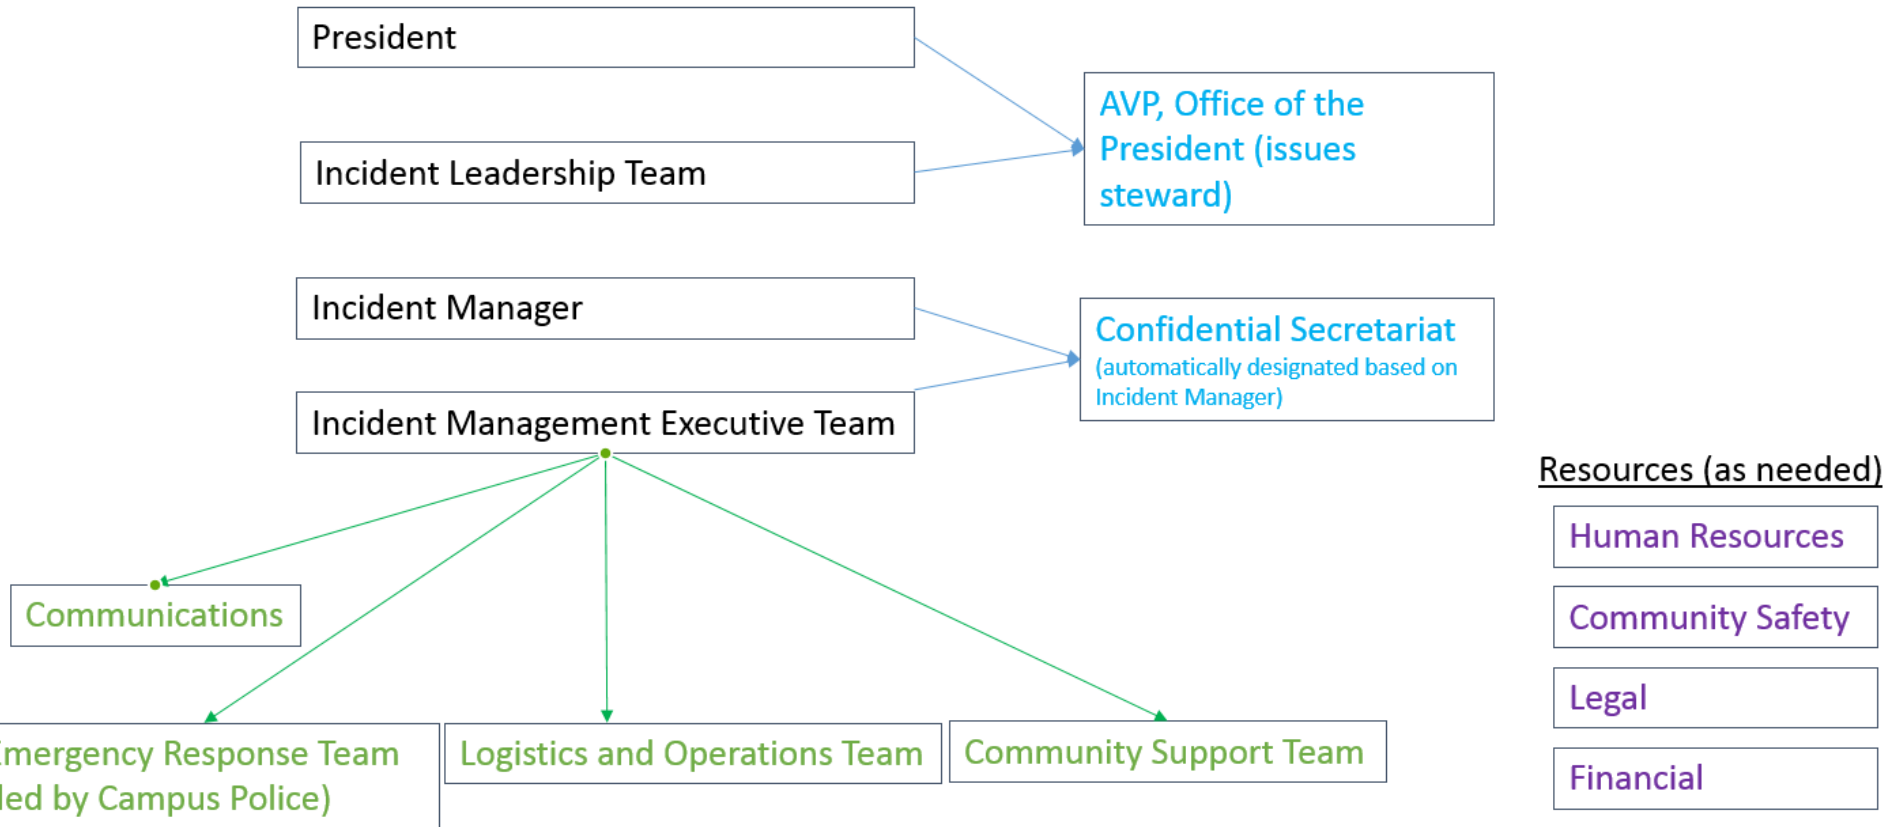 President
AVP, Office of the
President (issues
steward)
Incident Leadership Team
Incident Manager
Confidential Secretariat
(automatically designated based on
Incident Manager)
Incident Management Executive Team
Resources (as needed)
Human Resources
Community Safety
Legal
Financial
Communications
Emergency Response Team
led by Campus Police)
Logistics and Operations Team
Community Support Team